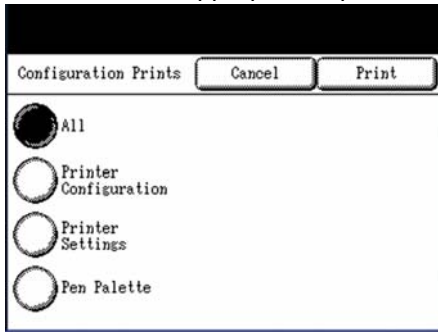 Configuration Prints Cancel Print
All
Printer
Configuration
Printer
Settings
Pen Palette